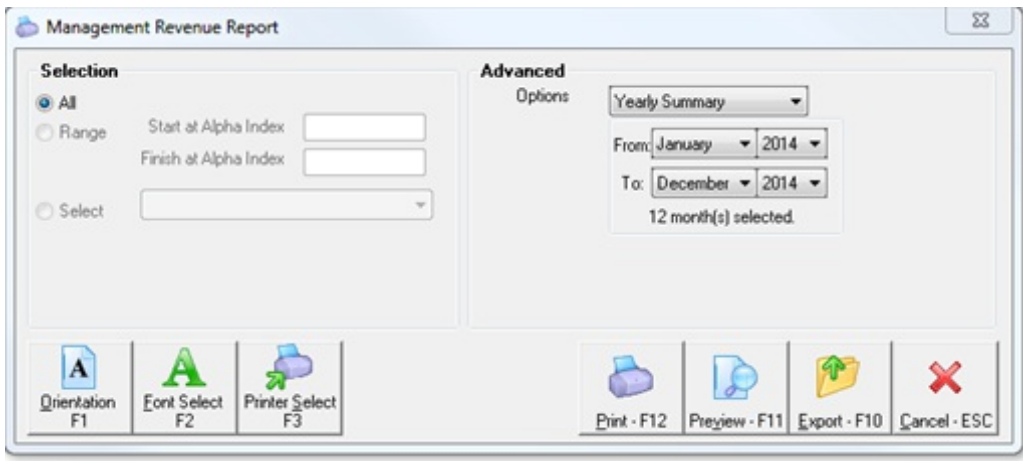 Management Revenue Report
Selection
All
Range
Start at Alpha Index
Finish at Alpha Index
Select
Advanced
Options
Yearly Summary
From: January 2014
To: December 2014
12 month(s) selected.
A
Orientation
F1
A
Font Select
F2
Printer Select
F3
Print - F12
Preview - F11
Export - F10
Cancel - ESC